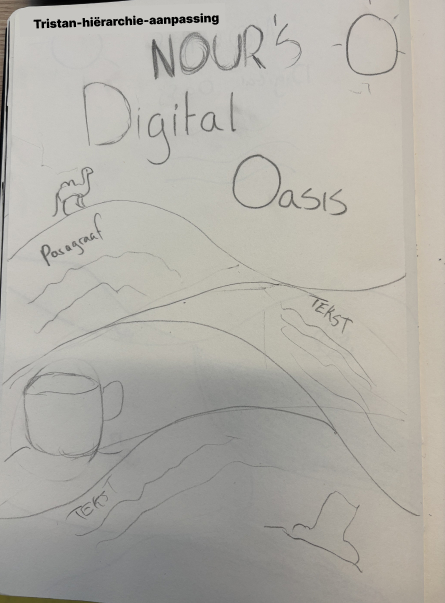 Tristan-hiërarchie-aanpassing
NOUR'S
Digital
Oasis
Paragraaf
TEKST
TEKST